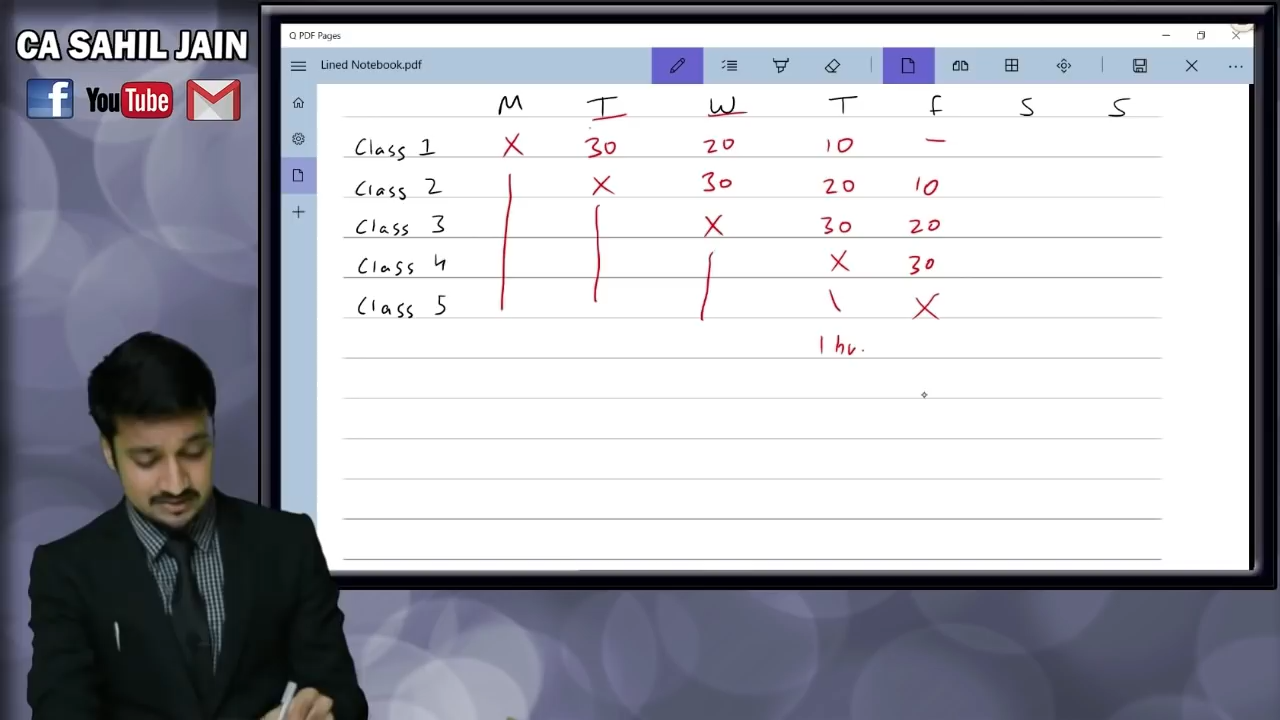 CA SAHIL JAIN
f YouTube
Q PDF Pages
Lined Notebook.pdf
M T W T F S S
Class 1 X 30 20 10 —
Class 2 | X 30 20 10
Class 3 | | X 30 20
Class 4 | | | X 30
Class 5 | | | | X
1 hr.